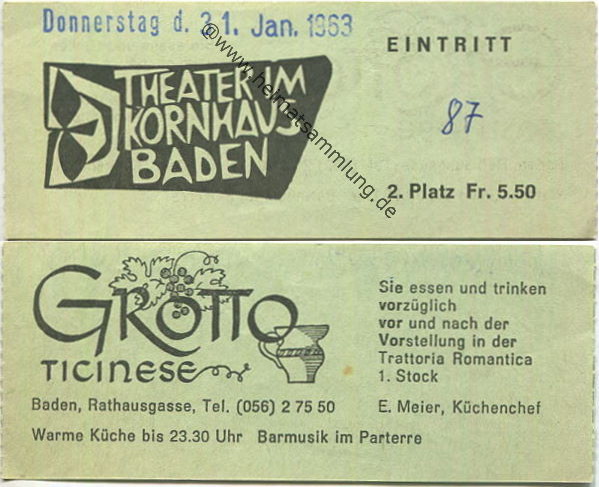 Donnerstag d. 31. Jan. 1963
EINTRITT
THEATER IM
KORNHAUS
BADEN
87
2. Platz Fr. 5.50
www.heimatsammlung.de
GROTTO
TICINESE
Baden, Rathausgasse, Tel. (056) 2 75 50
Warme Küche bis 23.30 Uhr Barmusik im Parterre
Sie essen und trinken
vorzüglich
vor und nach der
Vorstellung in der
Trattoria Romantica
1. Stock
E. Meier, Küchenchef